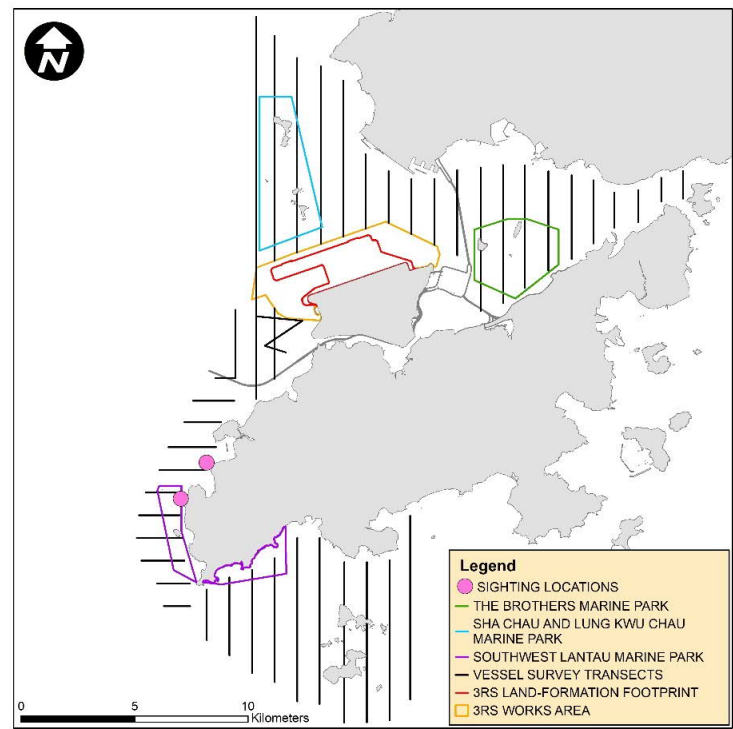 N
Legend
SIGHTING LOCATIONS
THE BROTHERS MARINE PARK
SHA CHAU AND LUNG KWU CHAU
MARINE PARK
SOUTHWEST LANTAU MARINE PARK
VESSEL SURVEY TRANSECTS
3RS LAND-FORMATION FOOTPRINT
3RS WORKS AREA
0 5 10
Kilometers